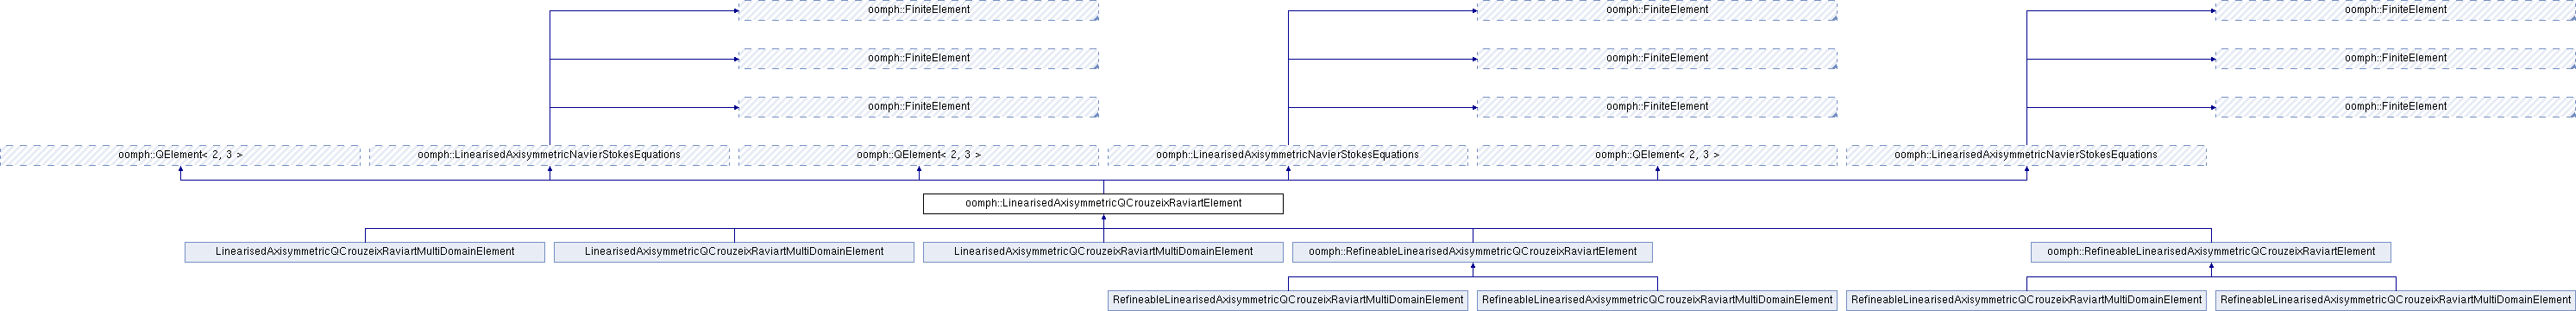 oomph::FiniteElement oomph::FiniteElement oomph::FiniteElement
oomph::FiniteElement oomph::FiniteElement oomph::FiniteElement
oomph::FiniteElement oomph::FiniteElement oomph::FiniteElement
oomph::QElement< 2, 3 > oomph::LinearisedAxisymmetricNavierStokesEquations oomph::QElement< 2, 3 > oomph::LinearisedAxisymmetricNavierStokesEquations oomph::QElement< 2, 3 > oomph::LinearisedAxisymmetricNavierStokesEquations
oomph::LinearisedAxisymmetricQCrouzeixRaviartElement
LinearisedAxisymmetricQCrouzeixRaviartMultiDomainElement LinearisedAxisymmetricQCrouzeixRaviartMultiDomainElement LinearisedAxisymmetricQCrouzeixRaviartMultiDomainElement oomph::RefineableLinearisedAxisymmetricQCrouzeixRaviartElement oomph::RefineableLinearisedAxisymmetricQCrouzeixRaviartElement
RefineableLinearisedAxisymmetricQCrouzeixRaviartMultiDomainElement RefineableLinearisedAxisymmetricQCrouzeixRaviartMultiDomainElement RefineableLinearisedAxisymmetricQCrouzeixRaviartMultiDomainElement RefineableLinearisedAxisymmetricQCrouzeixRaviartMultiDomainElement